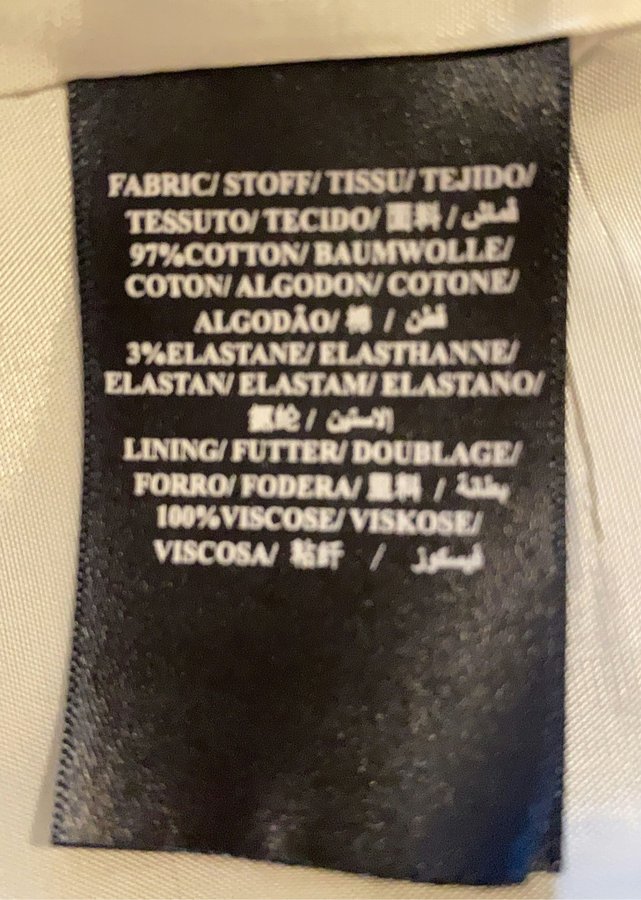 FABRIC/ STOFF/ TISSU/ TEJIDO/
TESSUTO/ TECIDO/ 面料 / قماش
97%COTTON/ BAUMWOLLE/
COTON/ ALGODON/ COTONE/
ALGODÃO/ 棉 / قطن
3%ELASTANE/ ELASTHANNE/
ELASTAN/ ELASTAM/ ELASTANO/
氨纶 / الاستين
LINING/ FUTTER/ DOUBLAGE/
FORRO/ FODERA/ 里料 / بطانة
100%VISCOSE/ VISKOSE/
VISCOSA/ 粘纤 / فيسكوز